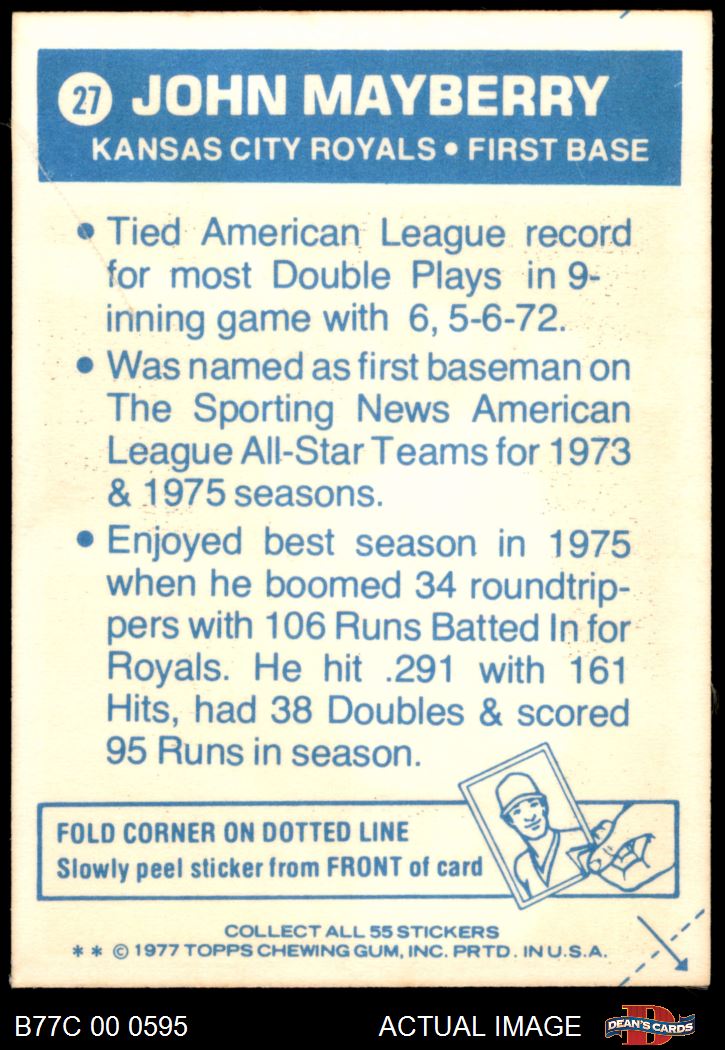 27 JOHN MAYBERRY
KANSAS CITY ROYALS • FIRST BASE
• Tied American League record
for most Double Plays in 9-
inning game with 6, 5-6-72.
• Was named as first baseman on
The Sporting News American
League All-Star Teams for 1973
& 1975 seasons.
• Enjoyed best season in 1975
when he boomed 34 roundtrip-
pers with 106 Runs Batted In for
Royals. He hit .291 with 161
Hits, had 38 Doubles & scored
95 Runs in season.
FOLD CORNER ON DOTTED LINE
Slowly peel sticker from FRONT of card
COLLECT ALL 55 STICKERS
* * © 1977 TOPPS CHEWING GUM, INC. PRTD. IN U.S.A.
B77C 00 0595 ACTUAL IMAGE D DEAN'S CARDS